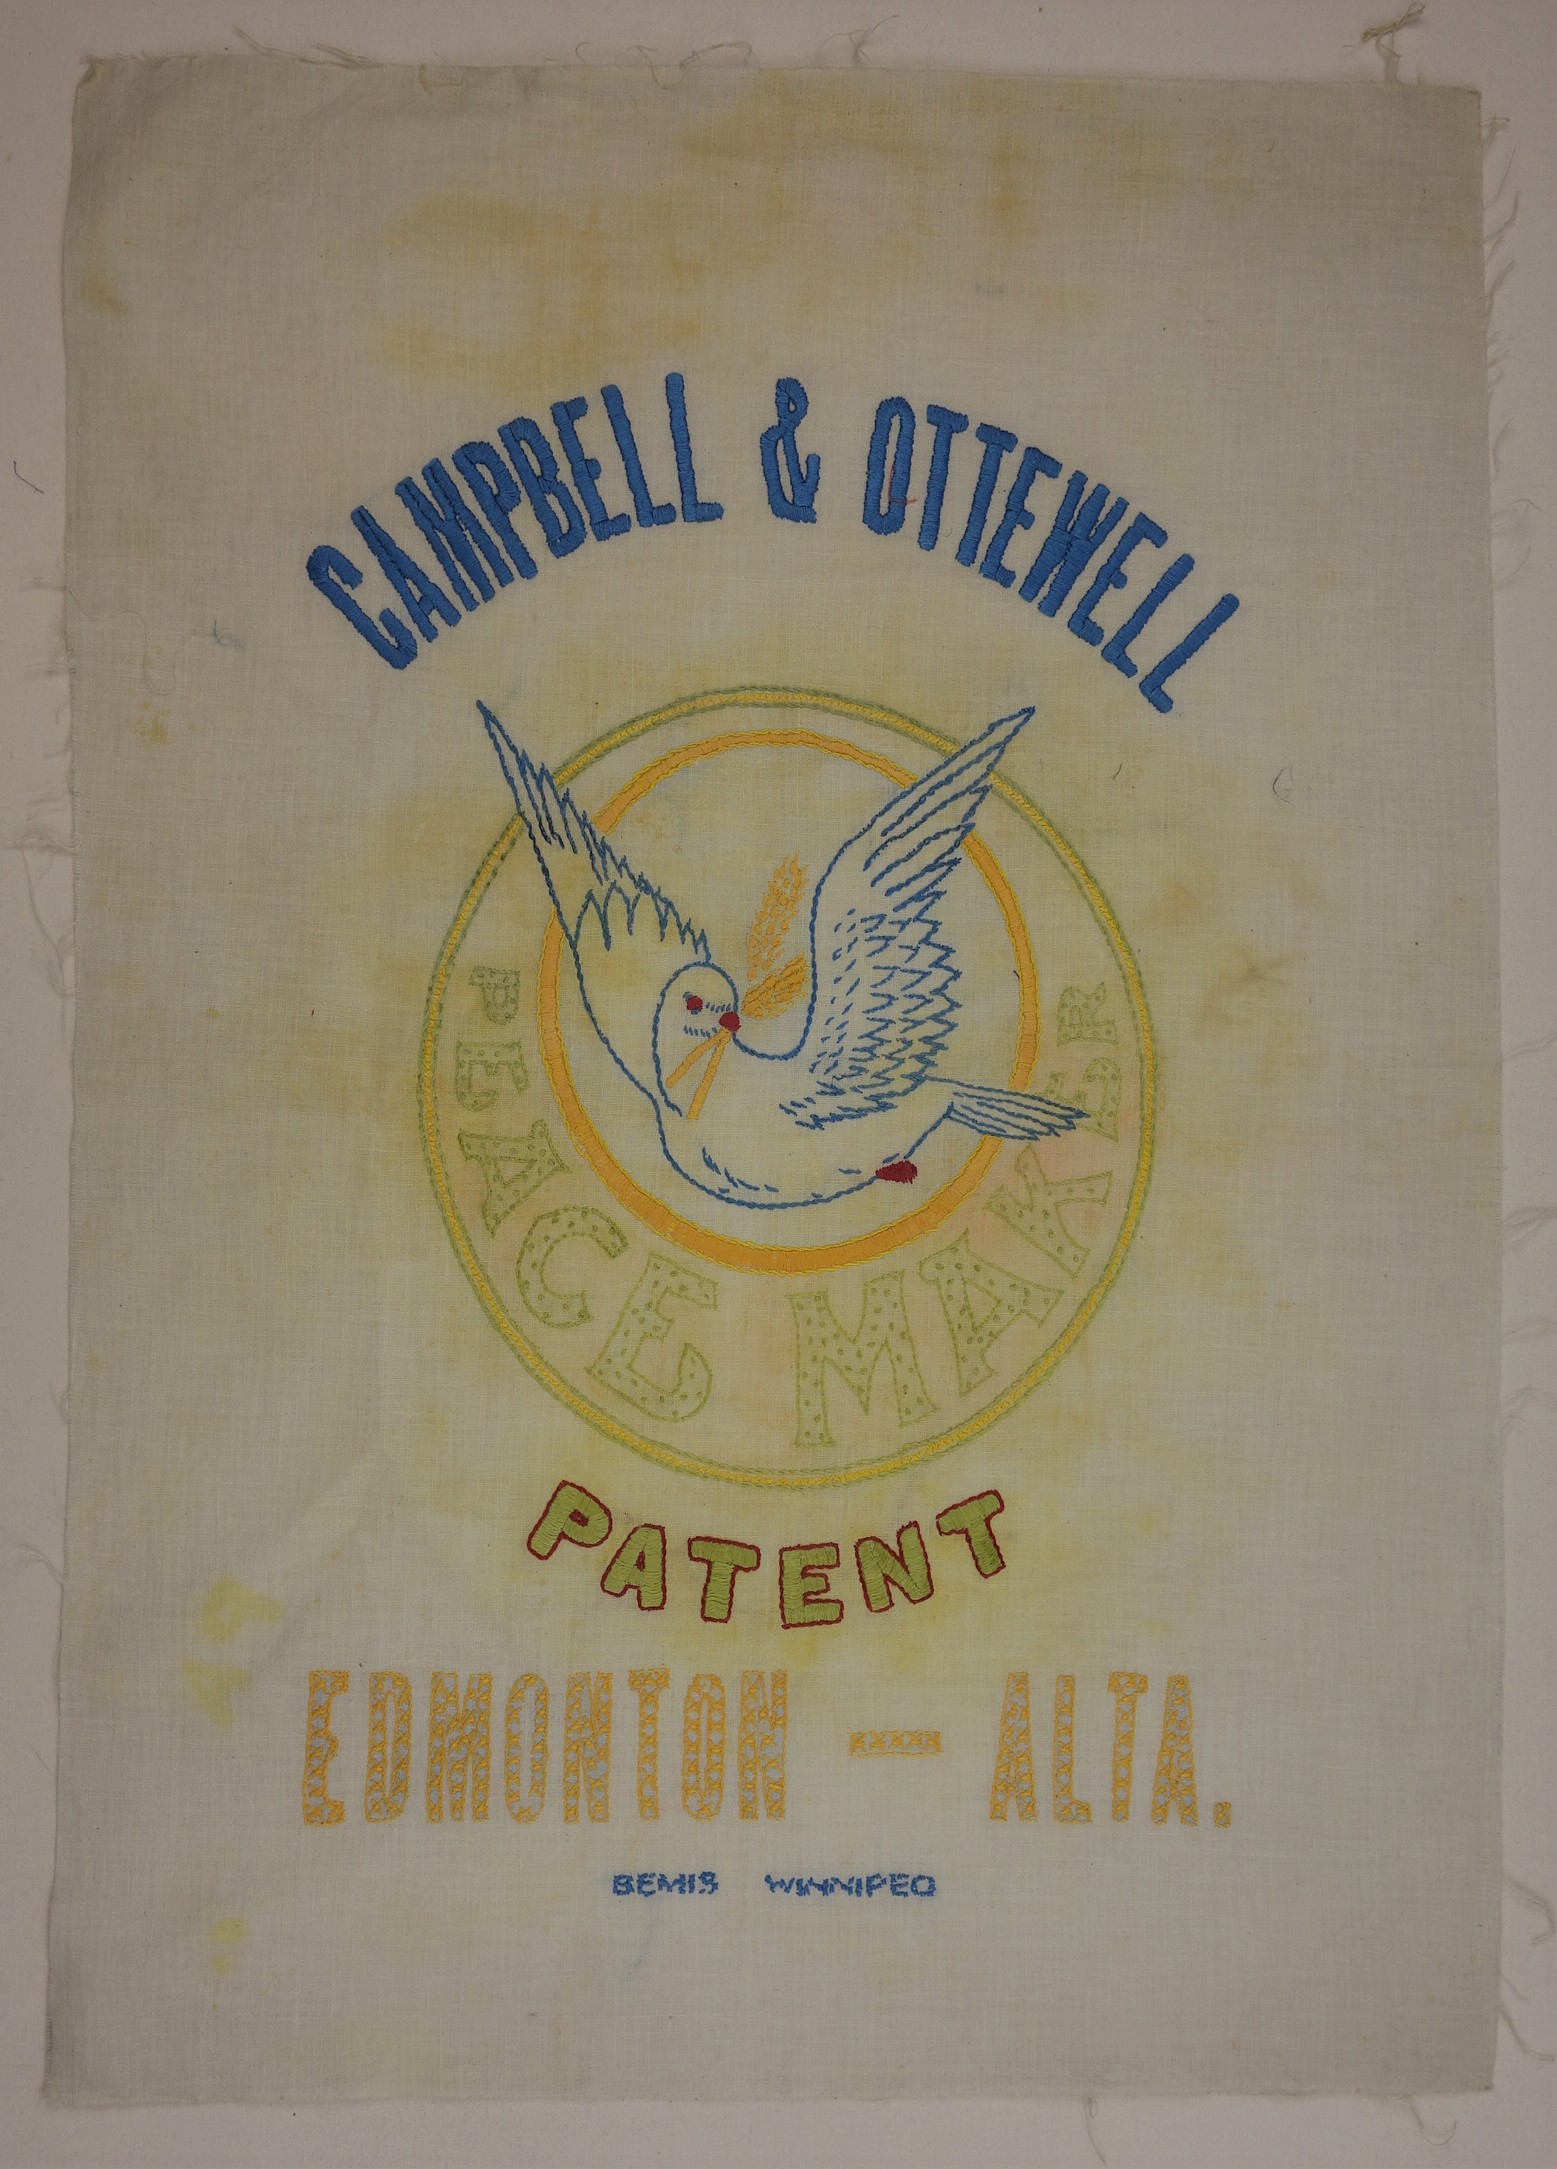 CAMPBELL & OTTEWELL
PEACE MAKER
PATENT
EDMONTON — ALTA.
BEMIS WINNIPEG